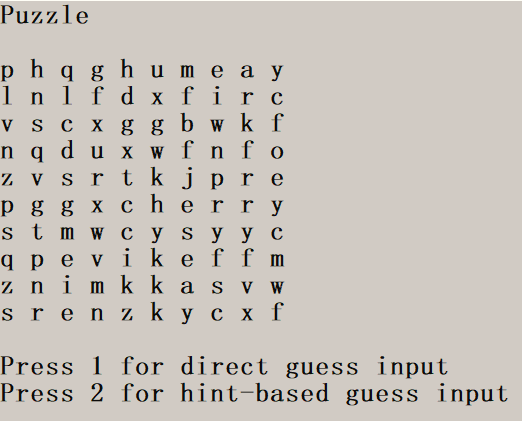 Puzzle
p h q g h u m e a y
l n l f d x f i r c
v s c x g g b w k f
n q d u x w f n f o
z v s r t k j p r e
p g g x c h e r r y
s t m w c y s y y c
q p e v i k e f f m
z n i m k k a s v w
s r e n z k y c x f
Press 1 for direct guess input
Press 2 for hint-based guess input